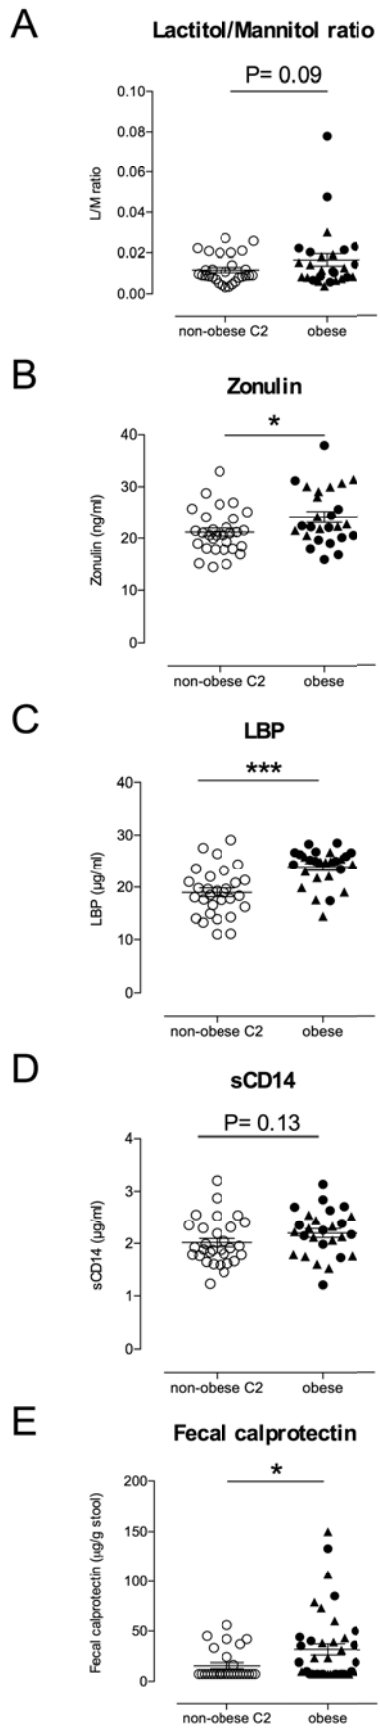 A
Lactitol/Mannitol ratio
P= 0.09
0.10
0.08
0.06
0.04
0.02
0.00
L/M ratio
non-obese C2
obese
B
Zonulin
*
40
30
20
10
0
Zonulin (ng/ml)
non-obese C2
obese
C
LBP
***
40
30
20
10
0
LBP (µg/ml)
non-obese C2
obese
D
sCD14
P= 0.13
4
3
2
1
0
sCD14 (µg/ml)
non-obese C2
obese
E
Fecal calprotectin
*
200
150
100
50
0
Fecal calprotectin (µg/g stool)
non-obese C2
obese